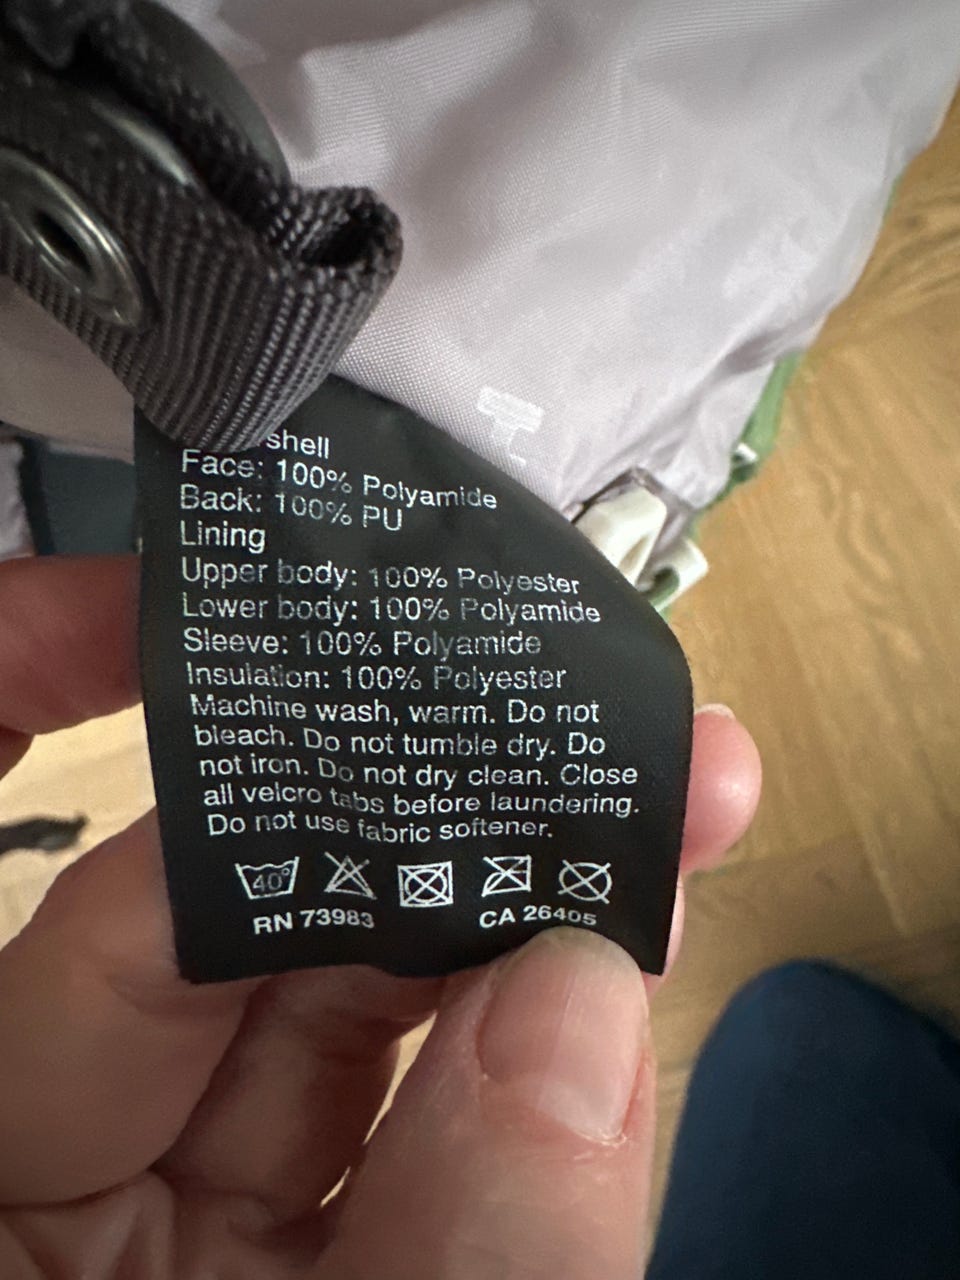 shell
Face: 100% Polyamide
Back: 100% PU
Lining
Upper body: 100% Polyester
Lower body: 100% Polyamide
Sleeve: 100% Polyamide
Insulation: 100% Polyester
Machine wash, warm. Do not
bleach. Do not tumble dry. Do
not iron. Do not dry clean. Close
all velcro tabs before laundering.
Do not use fabric softener.
40°
RN 73983 CA 26405